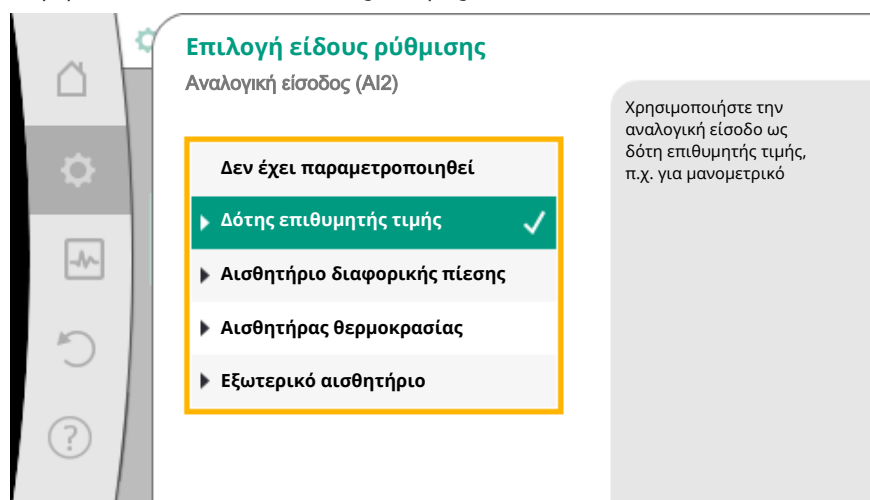 Επιλογή είδους ρύθμισης
Αναλογική είσοδος (AI2)
Χρησιμοποιήστε την
αναλογική είσοδο ως
δότη επιθυμητής τιμής,
π.χ. για μανομετρικό
Δεν έχει παραμετροποιηθεί
Δότης επιθυμητής τιμής
Αισθητήριο διαφορικής πίεσης
Αισθητήρας θερμοκρασίας
Εξωτερικό αισθητήριο
?